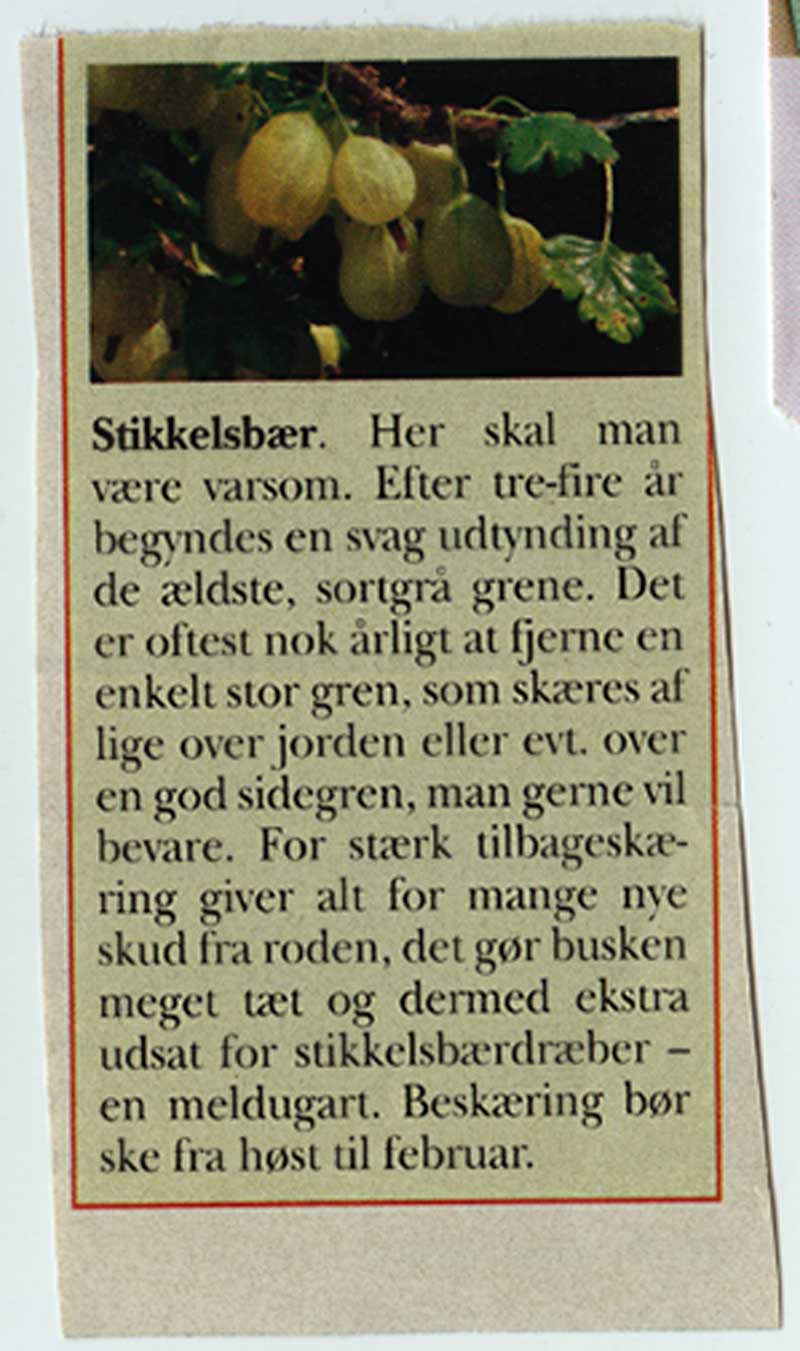 Stikkelsbær. Her skal man
være varsom. Efter tre-fire år
begyndes en svag udtynding af
de ældste, sortgrå grene. Det
er oftest nok årligt at fjerne en
enkelt stor gren, som skæres af
lige over jorden eller evt. over
en god sidegren, man gerne vil
bevare. For stærk tilbageskæ-
ring giver alt for mange nye
skud fra roden, det gør busken
meget tæt og dermed ekstra
udsat for stikkelsbærdræber –
en meldugart. Beskæring bør
ske fra høst til februar.